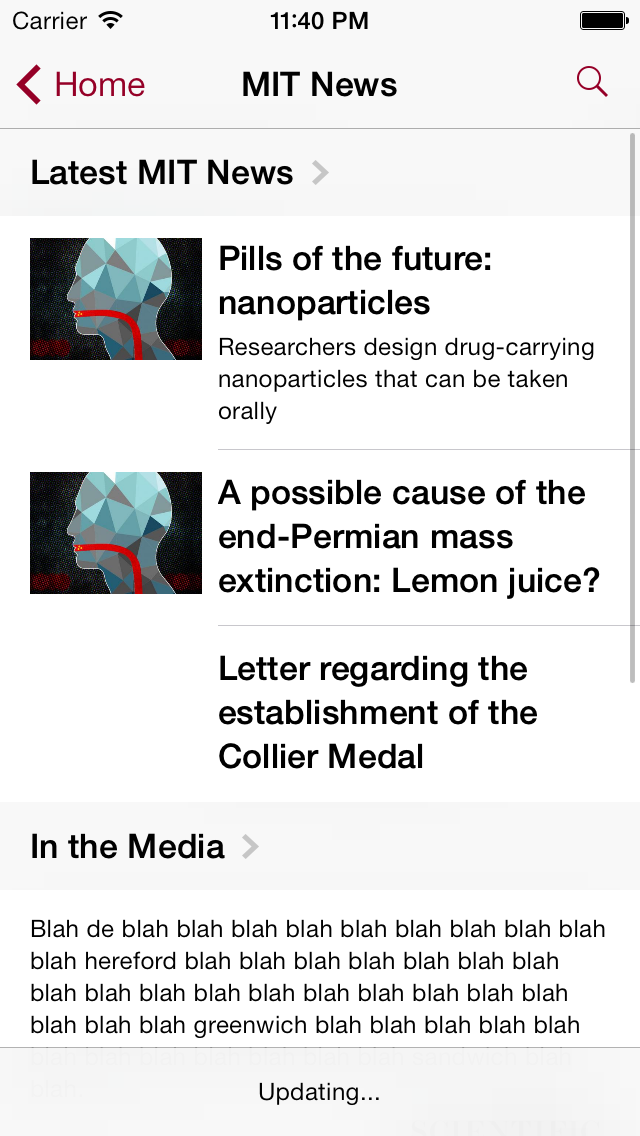 Carrier 11:40 PM
Home MIT News
Latest MIT News
Pills of the future:
nanoparticles
Researchers design drug-carrying
nanoparticles that can be taken
orally
A possible cause of the
end-Permian mass
extinction: Lemon juice?
Letter regarding the
establishment of the
Collier Medal
In the Media
Blah de blah blah blah blah blah blah blah blah blah
blah hereford blah blah blah blah blah blah blah
blah blah blah blah blah blah blah blah blah blah
blah blah blah greenwich blah blah blah blah blah
blah blah blah blah blah blah blah sandwich blah
blah
Updating...